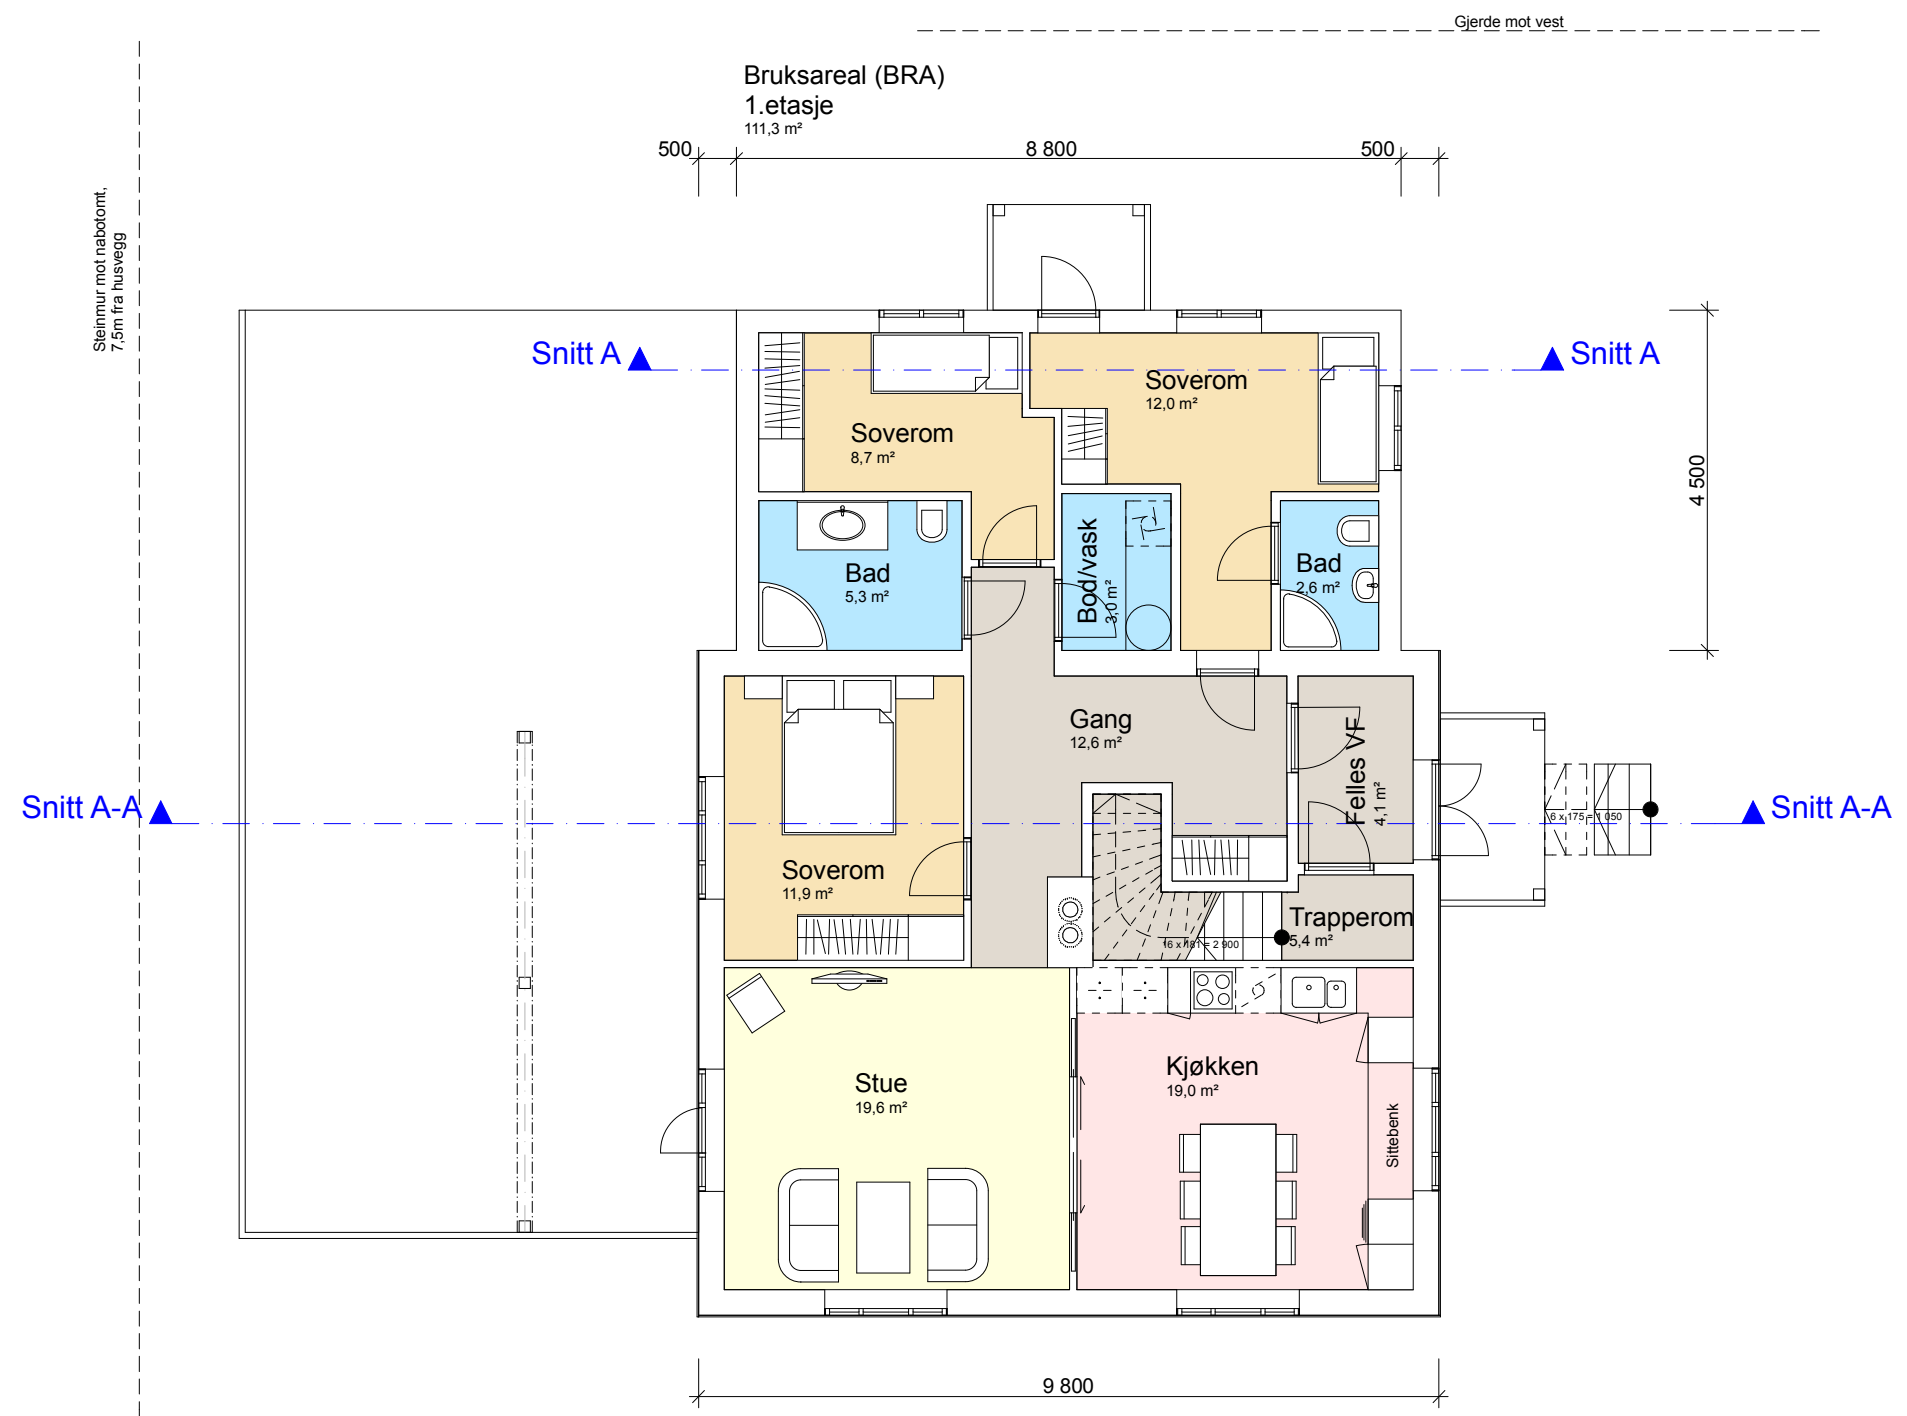 Gjerde mot vest
Bruksareal (BRA)
1.etasje
111,3 m²
500
8 800
500
Steinmur mot nabotomt,
7,5m fra husvegg
Snitt A
Snitt A
Soverom
12,0 m²
Soverom
8,7 m²
4 500
Bad
5,3 m²
Bod/vask
3,0 m²
Bad
2,6 m²
Gang
12,6 m²
Felles VF
4,1 m²
Snitt A-A
6 x 175 = 1 050
Snitt A-A
Soverom
11,9 m²
Trapperom
5,4 m²
16 x 181 = 2 900
Stue
19,6 m²
Kjøkken
19,0 m²
Sittebenk
9 800